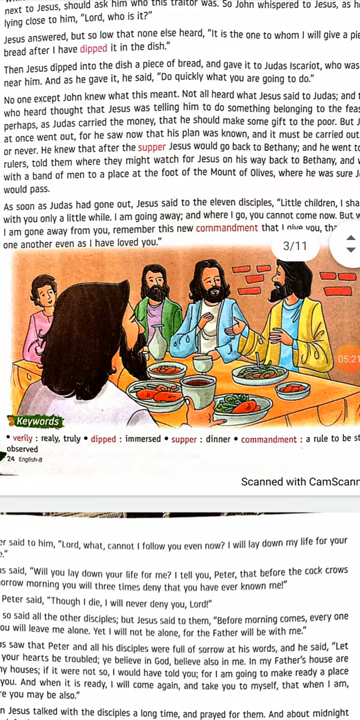 next to Jesus, should ask him who this traitor was. So John whispered to Jesus, as h
lying close to him, "Lord, who is it?"
Jesus answered, but so low that none else heard, "It is the one to whom I will give a pie
bread after I have dipped it in the dish."
Then Jesus dipped into the dish a piece of bread, and gave it to Judas Iscariot, who was
near him. And as he gave it, he said, "Do quickly what you are going to do."
No one except John knew what this meant. Not all heard what Jesus said to Judas; and t
who heard thought that Jesus was telling him to do something belonging to the feas
perhaps, as Judas carried the money, that he should make some gift to the poor. But J
at once went out, for he saw now that his plan was known, and it must be carried out
or never. He knew that after the supper Jesus would go back to Bethany; and he went to
rulers, told them where they might watch for Jesus on his way back to Bethany, and w
with a band of men to a place at the foot of the Mount of Olives, where he was sure J
would pass.
As soon as Judas had gone out, Jesus said to the eleven disciples, "Little children, I sha
with you only a little while. I am going away; and where I go, you cannot come now. But w
I am gone away from you, remember this new commandment that I give you, tha
one another even as I have loved you."
3/11
05:21
Keywords
• verily : realy, truly • dipped : immersed • supper : dinner • commandment : a rule to be st
observed
24 English-8
Scanned with CamScann
er said to him, "Lord, what, cannot I follow you even now? I will lay down my life for your
e."
us said, "Will you lay down your life for me? I tell you, Peter, that before the cock crows
orrow morning you will three times deny that you have ever known me!"
Peter said, "Though I die, I will never deny you, Lord!"
so said all the other disciples; but Jesus said to them, "Before morning comes, every one
ou will leave me alone. Yet I will not be alone, for the Father will be with me."
us saw that Peter and all his disciples were full of sorrow at his words, and he said, "Let
your hearts be troubled; ye believe in God, believe also in me. In my Father's house are
ny houses; if it were not so, I would have told you; for I am going to make ready a place
you. And when it is ready, I will come again, and take you to myself, that when I am,
re you may be also."
n Jesus talked with the disciples a long time, and prayed for them. And about midnight